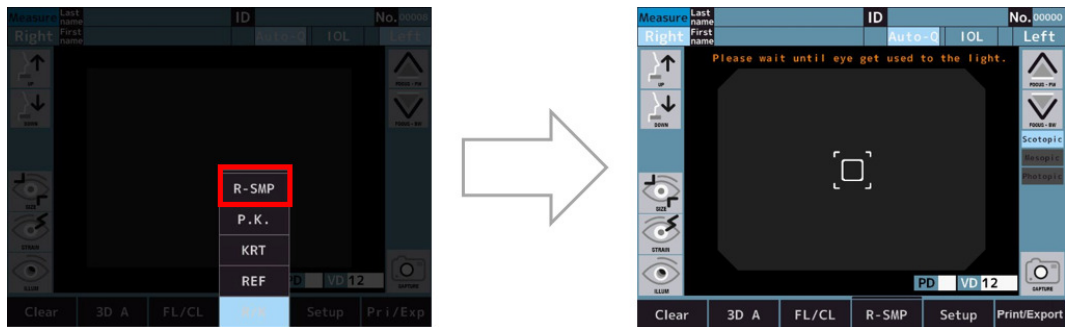 Measure Last name ID No. 00008
Right First name Auto-Q IOL Left
UP
FOCUS - FW
DOWN
FOCUS - BW
R-SMP
SIZE
P.K.
STRAIN
KRT
REF
PD VD 12
ILLUM
CAPTURE
Clear 3D A FL/CL Setup Pri/Exp
Measure Last name ID No. 00000
Right First name Auto-Q IOL Left
Please wait until eye get used to the light.
UP
FOCUS - FW
DOWN
FOCUS - BW
Scotopic
Mesopic
Photopic
SIZE
STRAIN
PD VD 12
ILLUM
CAPTURE
Clear 3D A FL/CL R-SMP Setup Print/Export